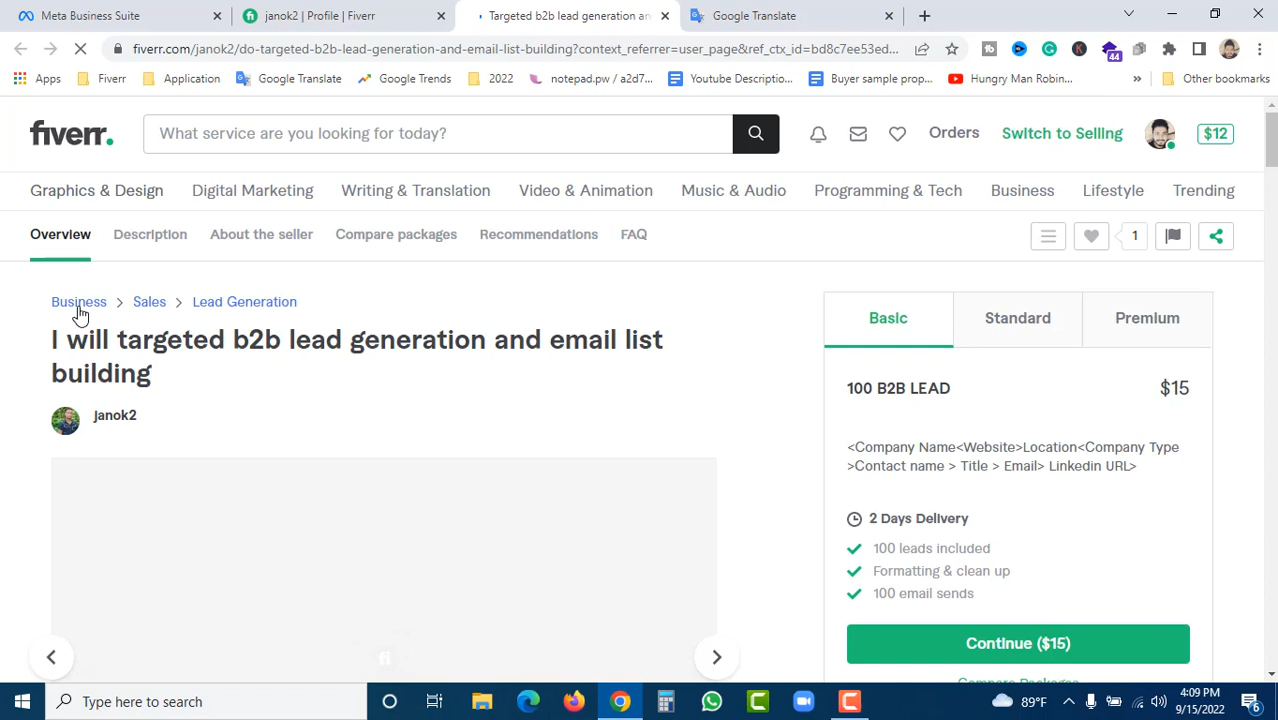 Meta Business Suite
janok2 | Profile | Fiverr
Targeted b2b lead generation an
Google Translate
fiverr.com/janok2/do-targeted-b2b-lead-generation-and-email-list-building?context_referrer=user_page&ref_ctx_id=bd8c7ee53ed...
44
Apps
Fiverr
Application
Google Translate
Google Trends
2022
notepad.pw / a2d7...
Youtube Descriptio...
Buyer sample prop...
Hungry Man Robin...
Other bookmarks
fiverr.
What service are you looking for today?
Orders
Switch to Selling
$12
Graphics & Design
Digital Marketing
Writing & Translation
Video & Animation
Music & Audio
Programming & Tech
Business
Lifestyle
Trending
Overview
Description
About the seller
Compare packages
Recommendations
FAQ
1
Business > Sales > Lead Generation
I will targeted b2b lead generation and email list
building
janok2
fi
Basic
Standard
Premium
100 B2B LEAD
$15
<Company Name<Website>Location<Company Type
>Contact name > Title > Email> Linkedin URL>
2 Days Delivery
100 leads included
Formatting & clean up
100 email sends
Continue ($15)
Compare Packages
Type here to search
89°F
4:09 PM
9/15/2022
6